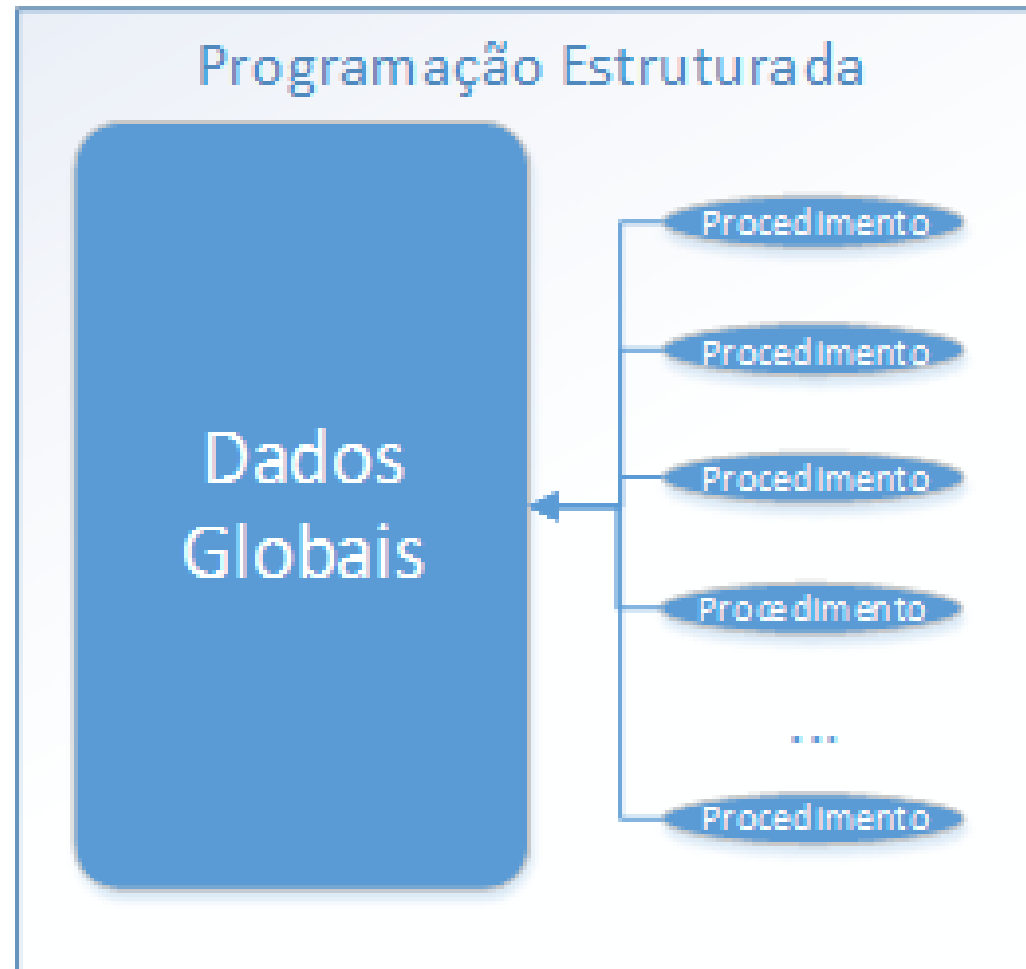 Programação Estruturada
Dados
Globais
Procedimento
Procedimento
Procedimento
Procedimento
...
Procedimento